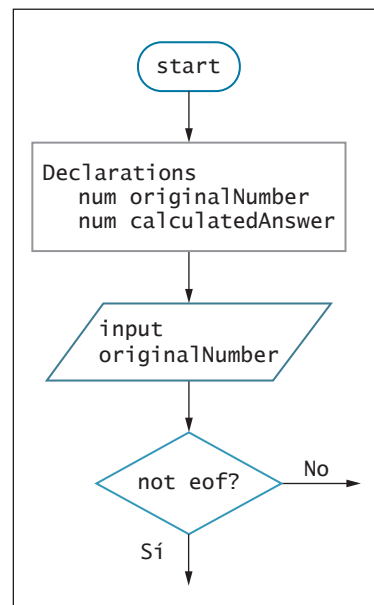 start
Declarations
num originalNumber
num calculatedAnswer
input
originalNumber
not eof?
No
Sí